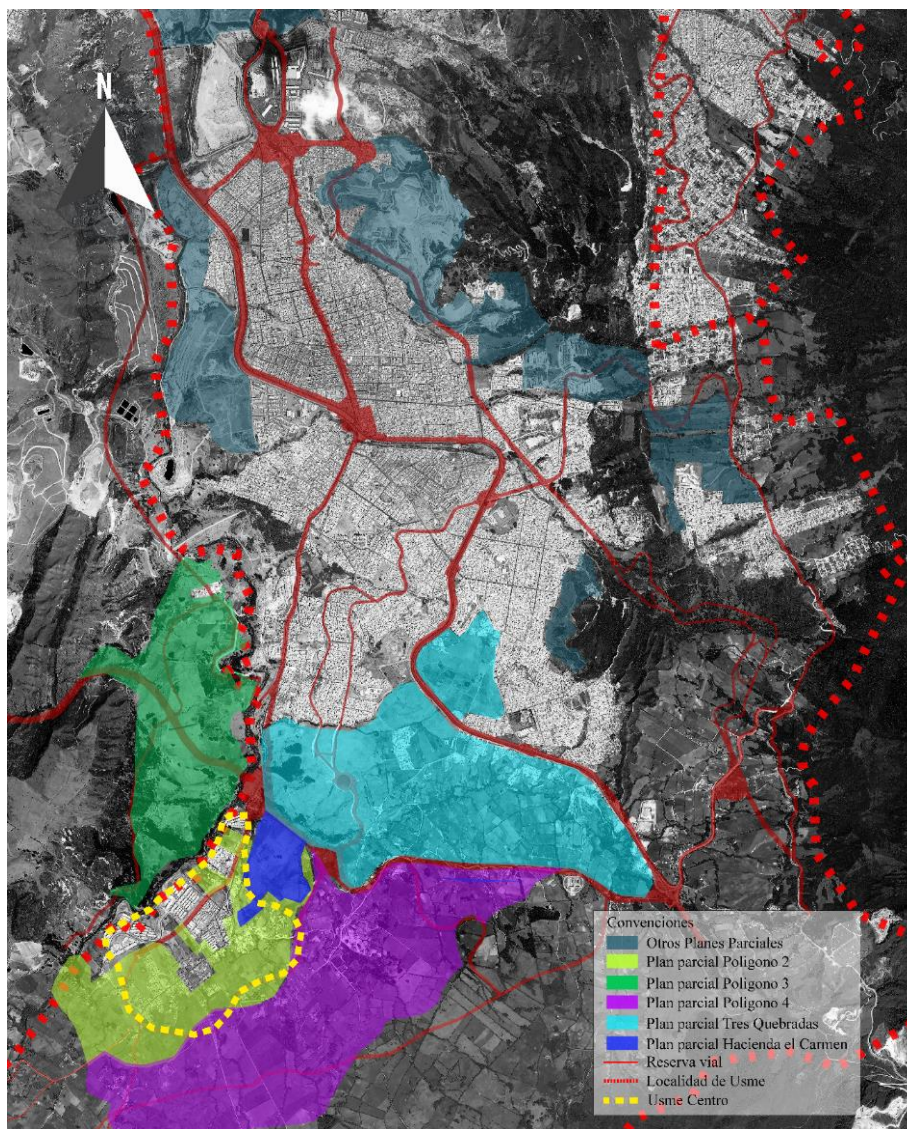 N
Convenciones
Otros Planes Parciales
Plan parcial Poligono 2
Plan parcial Poligono 3
Plan parcial Poligono 4
Plan parcial Tres Quebradas
Plan parcial Hacienda el Carmen
Reserva vial
Localidad de Usme
Usme Centro